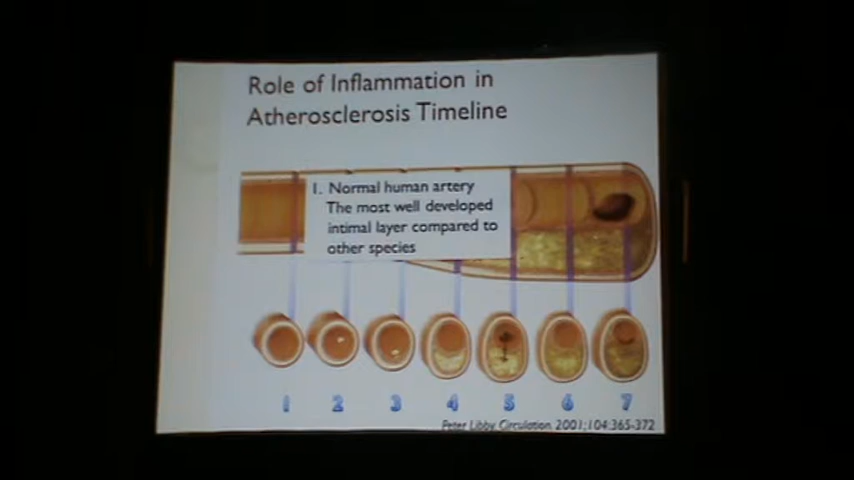 Role of Inflammation in
Atherosclerosis Timeline
1. Normal human artery
The most well developed
intimal layer compared to
other species
1 2 3 4 5 6 7
Peter Libby, Circulation. 2001;104:365-372